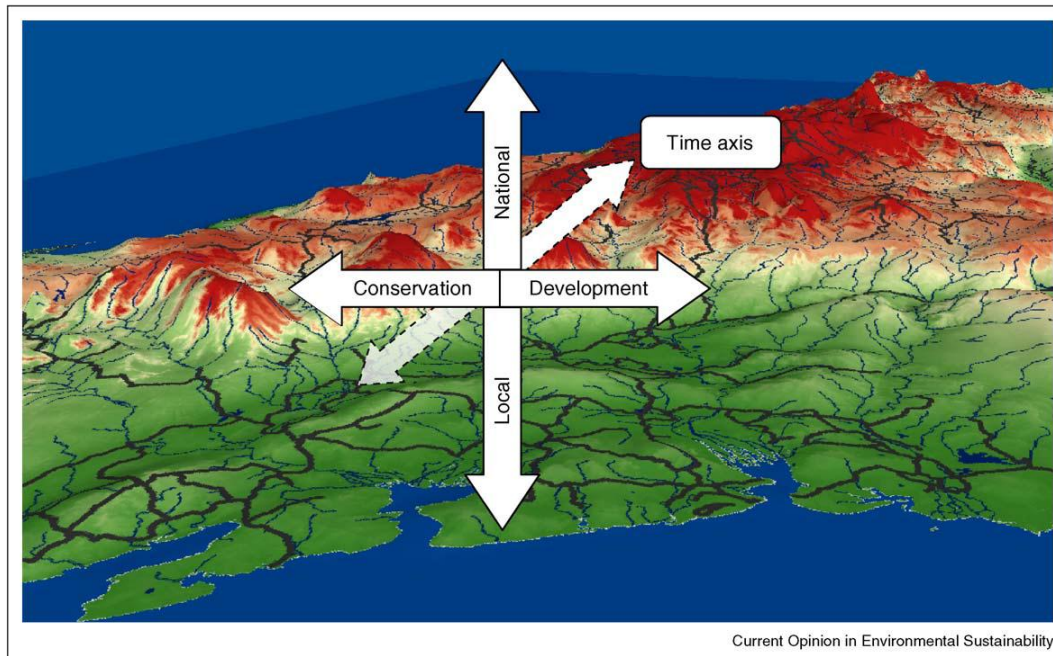 National
Time axis
Conservation
Development
Local
Current Opinion in Environmental Sustainability